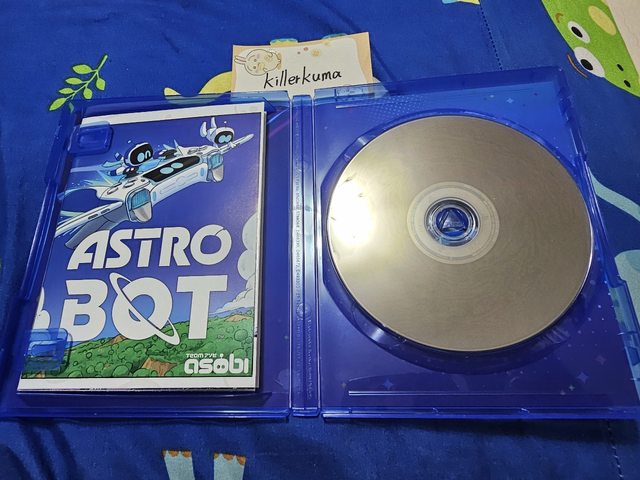 killerkuma
ASTRO
BOT
TEAM
asobi